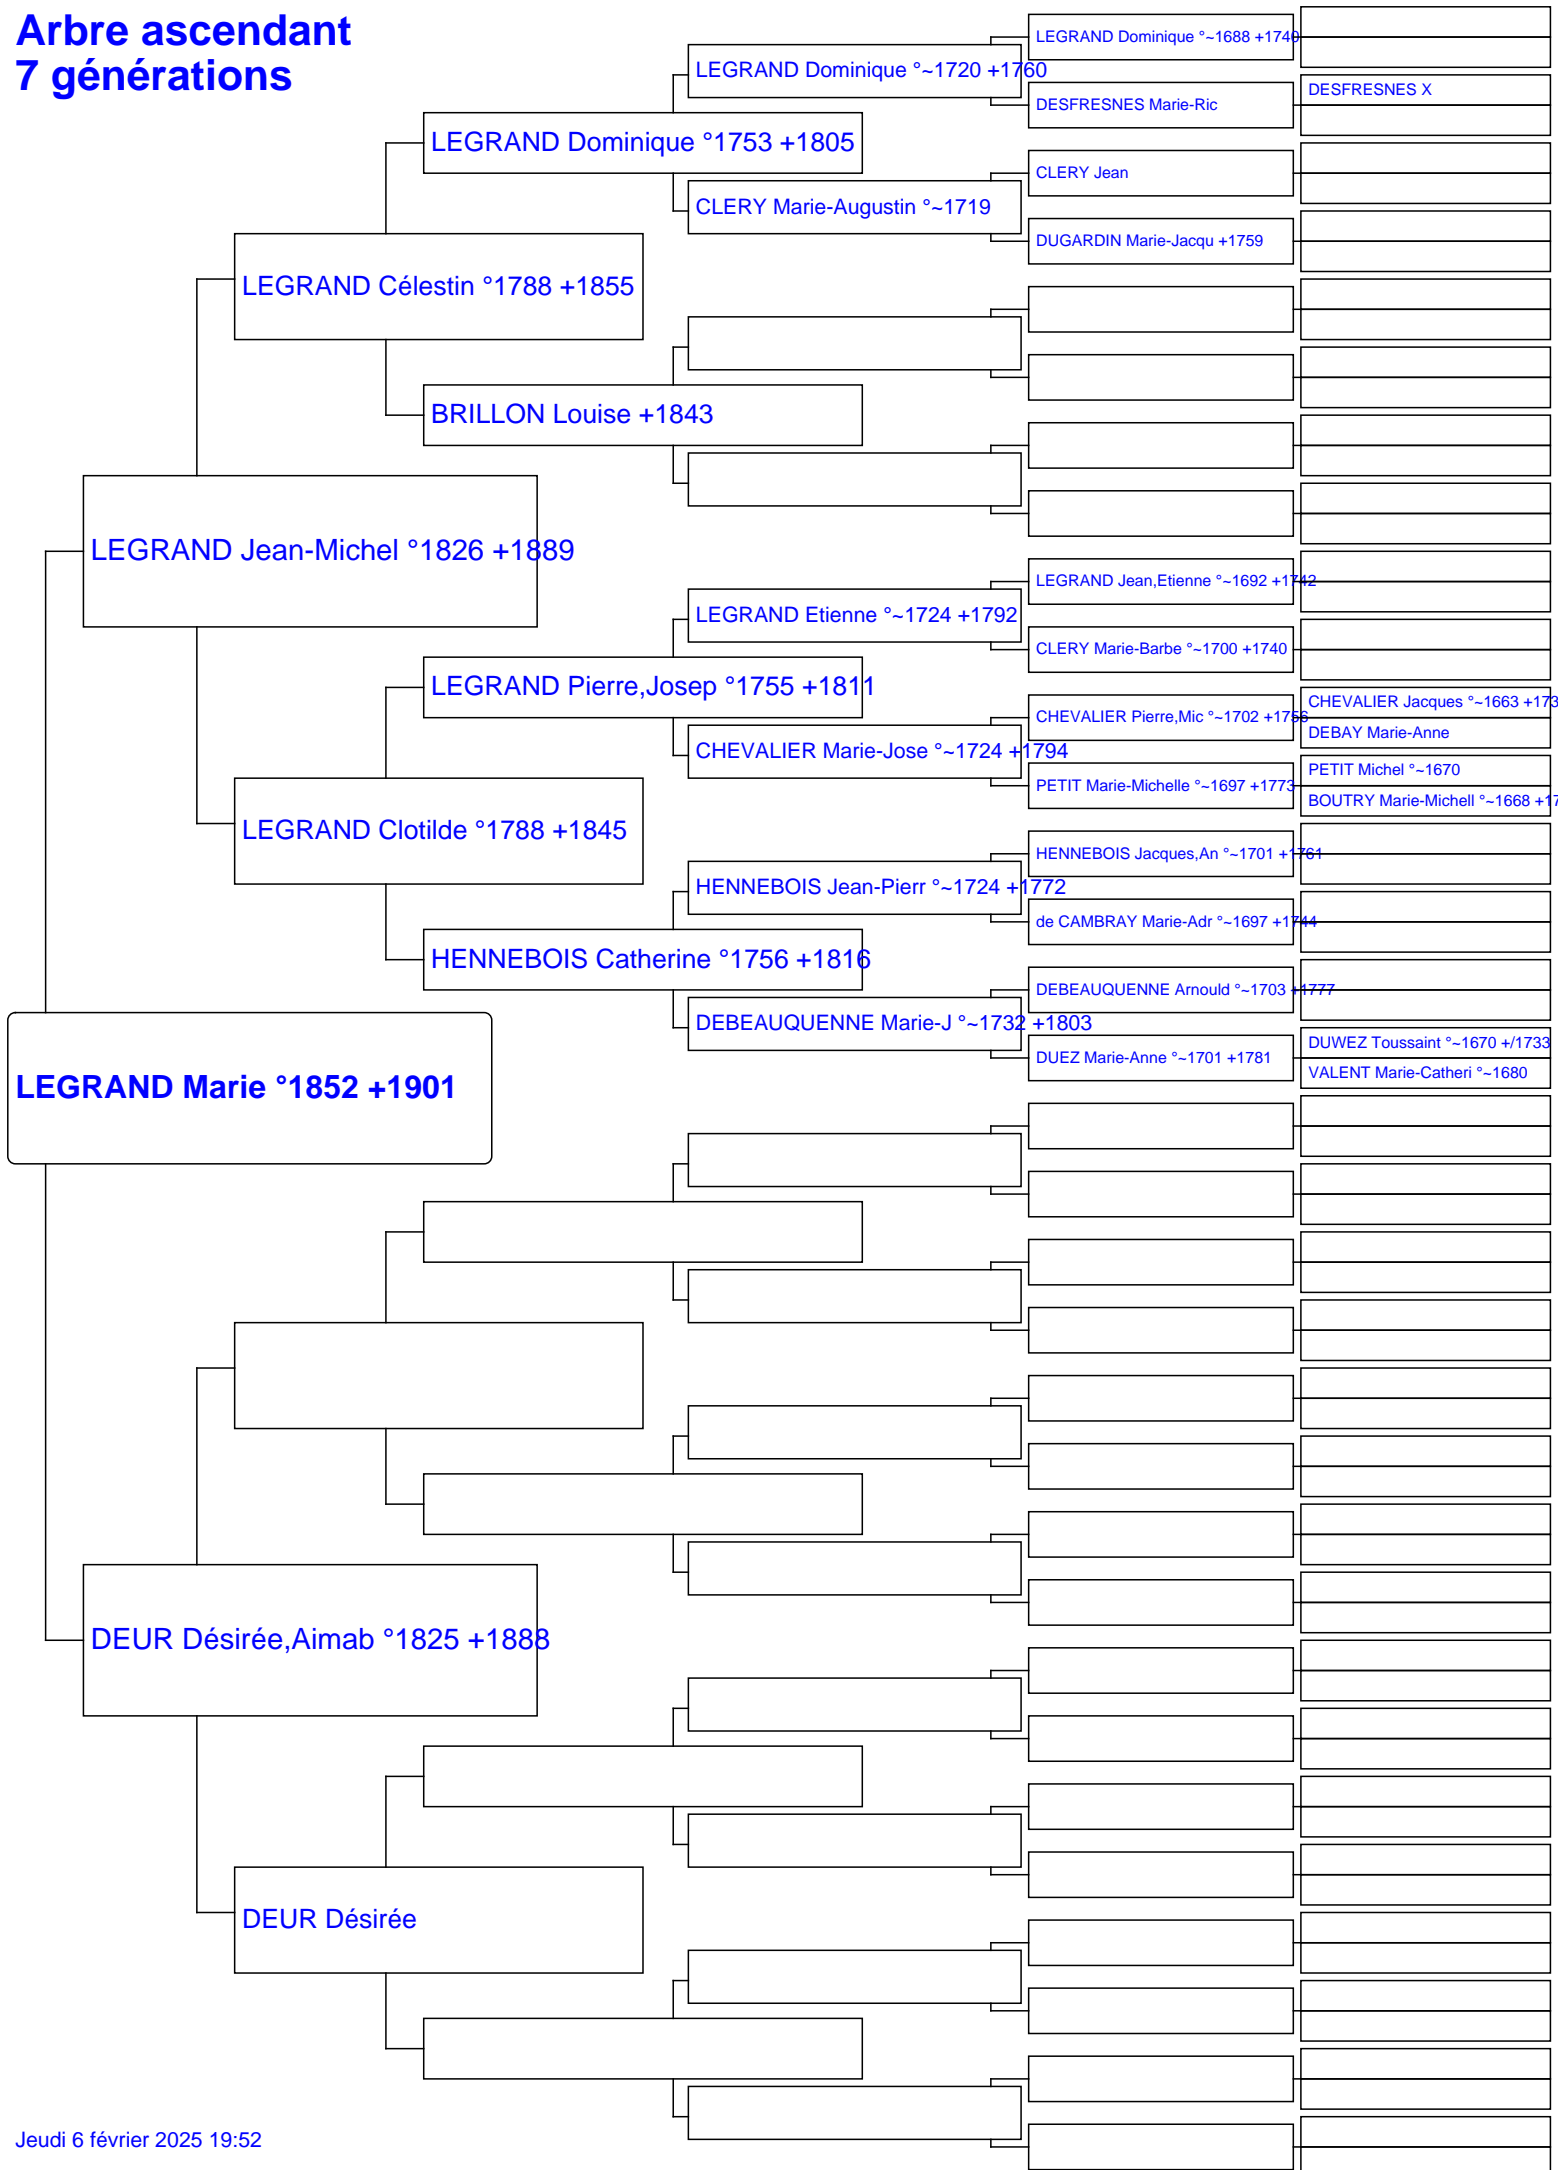 Arbre ascendant
7 générations
LEGRAND Dominique °~1688 +1740
LEGRAND Dominique °~1720 +1760
DESFRESNES X
DESFRESNES Marie-Ric
LEGRAND Dominique °1753 +1805
CLERY Jean
CLERY Marie-Augustin °~1719
DUGARDIN Marie-Jacqu +1759
LEGRAND Célestin °1788 +1855
BRILLON Louise +1843
LEGRAND Jean-Michel °1826 +1889
LEGRAND Jean,Etienne °~1692 +1742
LEGRAND Etienne °~1724 +1792
CLERY Marie-Barbe °~1700 +1740
LEGRAND Pierre,Josep °1755 +1811
CHEVALIER Jacques °~1663 +173
CHEVALIER Pierre,Mic °~1702 +1756
DEBAY Marie-Anne
CHEVALIER Marie-Jose °~1724 +1794
PETIT Michel °~1670
PETIT Marie-Michelle °~1697 +1773
BOUTRY Marie-Michell °~1668 +17
LEGRAND Clotilde °1788 +1845
HENNEBOIS Jacques,An °~1701 +1761
HENNEBOIS Jean-Pierr °~1724 +1772
de CAMBRAY Marie-Adr °~1697 +1744
HENNEBOIS Catherine °1756 +1816
DEBEAUQUENNE Arnould °~1703 +1777
DEBEAUQUENNE Marie-J °~1732 +1803
DUWEZ Toussaint °~1670 +/1733
DUEZ Marie-Anne °~1701 +1781
VALENT Marie-Catheri °~1680
LEGRAND Marie °1852 +1901
DEUR Désirée,Aimab °1825 +1888
DEUR Désirée
Jeudi 6 février 2025 19:52